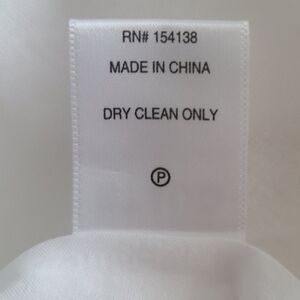 RN# 154138
MADE IN CHINA
DRY CLEAN ONLY
Ⓟ